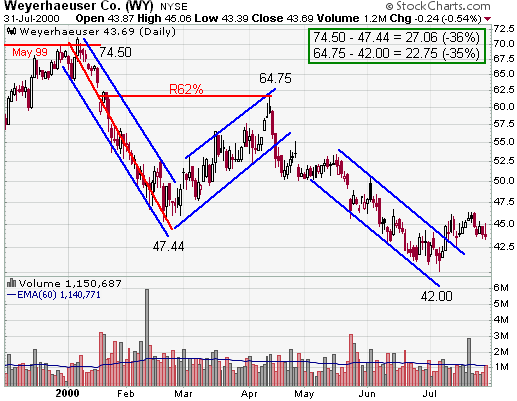 Weyerhaeuser Co. (WY) NYSE © StockCharts.com
31-Jul-2000 Open 43.87 High 45.06 Low 43.39 Close 43.69 Volume 1.2M Chg -0.24 (-0.54%)
Weyerhaeuser 43.69 (Daily)
74.50 - 47.44 = 27.06 (-36%)
64.75 - 42.00 = 22.75 (-35%)
May 99
74.50
R62%
64.75
47.44
42.00
72.5
70.0
67.5
65.0
62.5
60.0
57.5
55.0
52.5
50.0
47.5
45.0
42.5
Volume 1,150,687
EMA(60) 1,140,771
6M
5M
4M
3M
2M
1M
2000 Feb Mar Apr May Jun Jul